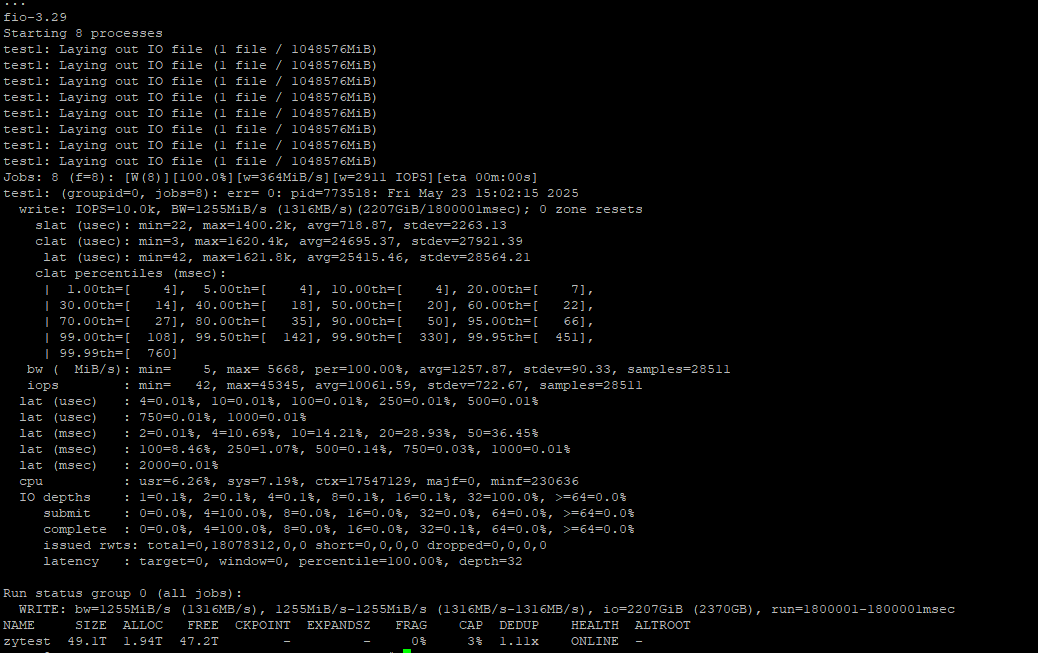 ...
fio-3.29
Starting 8 processes
test1: Laying out IO file (1 file / 1048576MiB)
test1: Laying out IO file (1 file / 1048576MiB)
test1: Laying out IO file (1 file / 1048576MiB)
test1: Laying out IO file (1 file / 1048576MiB)
test1: Laying out IO file (1 file / 1048576MiB)
test1: Laying out IO file (1 file / 1048576MiB)
test1: Laying out IO file (1 file / 1048576MiB)
test1: Laying out IO file (1 file / 1048576MiB)
Jobs: 8 (f=8): [W(8)][100.0%][w=364MiB/s][w=2911 IOPS][eta 00m:00s]
test1: (groupid=0, jobs=8): err= 0: pid=773518: Fri May 23 15:02:15 2025
  write: IOPS=10.0k, BW=1255MiB/s (1316MB/s)(2207GiB/1800001msec); 0 zone resets
    slat (usec): min=22, max=1400.2k, avg=718.87, stdev=2263.13
    clat (usec): min=3, max=1620.4k, avg=24695.37, stdev=27921.39
     lat (usec): min=42, max=1621.8k, avg=25415.46, stdev=28564.21
    clat percentiles (msec):
     |  1.00th=[    4],  5.00th=[    4], 10.00th=[    4], 20.00th=[    7],
     | 30.00th=[   14], 40.00th=[   18], 50.00th=[   20], 60.00th=[   22],
     | 70.00th=[   27], 80.00th=[   35], 90.00th=[   50], 95.00th=[   66],
     | 99.00th=[  108], 99.50th=[  142], 99.90th=[  330], 99.95th=[  451],
     | 99.99th=[  760]
   bw (  MiB/s): min=    5, max= 5668, per=100.00%, avg=1257.87, stdev=90.33, samples=28511
   iops        : min=   42, max=45345, avg=10061.59, stdev=722.67, samples=28511
  lat (usec)   : 4=0.01%, 10=0.01%, 100=0.01%, 250=0.01%, 500=0.01%
  lat (usec)   : 750=0.01%, 1000=0.01%
  lat (msec)   : 2=0.01%, 4=10.69%, 10=14.21%, 20=28.93%, 50=36.45%
  lat (msec)   : 100=8.46%, 250=1.07%, 500=0.14%, 750=0.03%, 1000=0.01%
  lat (msec)   : 2000=0.01%
  cpu          : usr=6.26%, sys=7.19%, ctx=17547129, majf=0, minf=230636
  IO depths    : 1=0.1%, 2=0.1%, 4=0.1%, 8=0.1%, 16=0.1%, 32=100.0%, >=64=0.0%
     submit    : 0=0.0%, 4=100.0%, 8=0.0%, 16=0.0%, 32=0.0%, 64=0.0%, >=64=0.0%
     complete  : 0=0.0%, 4=100.0%, 8=0.0%, 16=0.0%, 32=0.1%, 64=0.0%, >=64=0.0%
     issued rwts: total=0,18078312,0,0 short=0,0,0,0 dropped=0,0,0,0
     latency   : target=0, window=0, percentile=100.00%, depth=32
Run status group 0 (all jobs):
  WRITE: bw=1255MiB/s (1316MB/s), 1255MiB/s-1255MiB/s (1316MB/s-1316MB/s), io=2207GiB (2370GB), run=1800001-1800001msec
NAME     SIZE  ALLOC   FREE  CKPOINT  EXPANDSZ   FRAG    CAP  DEDUP    HEALTH  ALTROOT
zytest  49.1T  1.94T  47.2T        -         -     0%     3%  1.11x    ONLINE  -